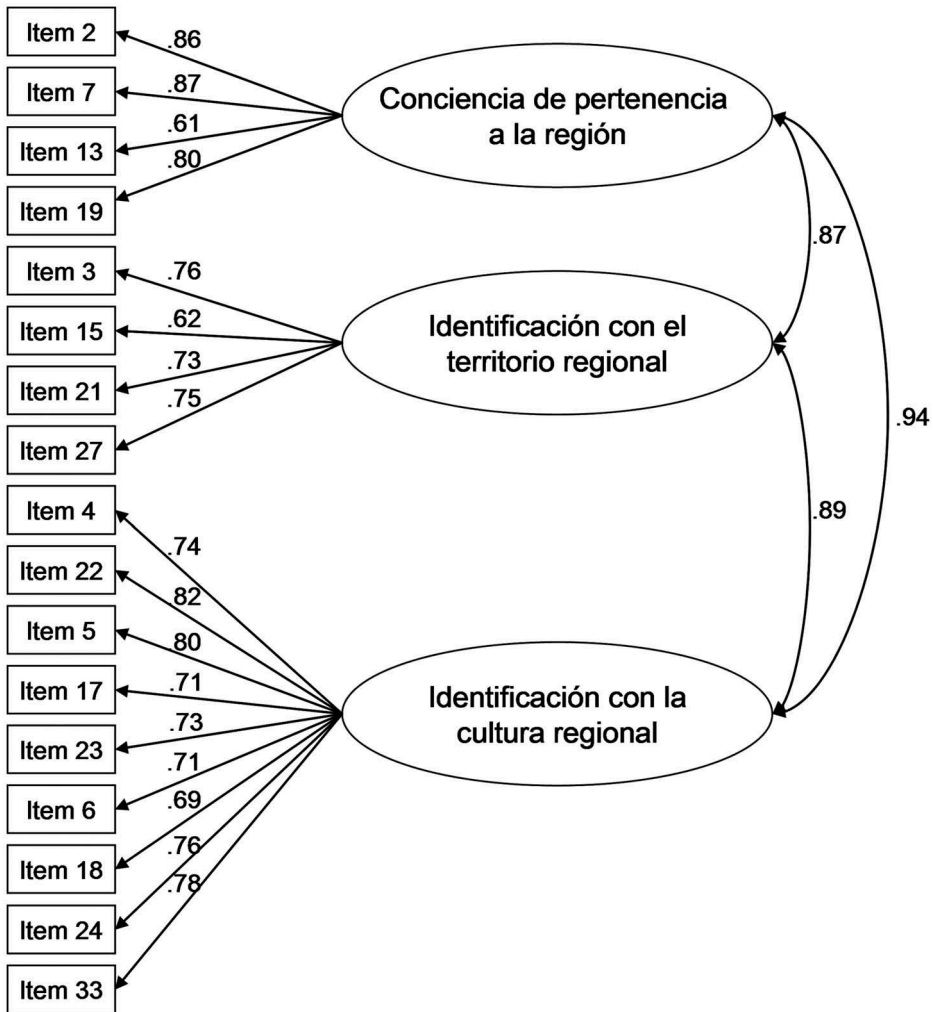 Item 2
.86
Item 7
.87
Item 13
.61
Item 19
.80
Conciencia de pertenencia
a la región
Item 3
.76
Item 15
.62
Item 21
.73
Item 27
.75
Identificación con el
territorio regional
Item 4
.74
Item 22
.82
Item 5
.80
Item 17
.71
Item 23
.73
Item 6
.71
Item 18
.69
Item 24
.76
Item 33
.78
Identificación con la
cultura regional
.87
.94
.89